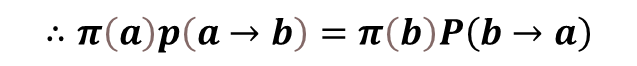 ∴ π(a)p(a → b) = π(b)P(b → a)